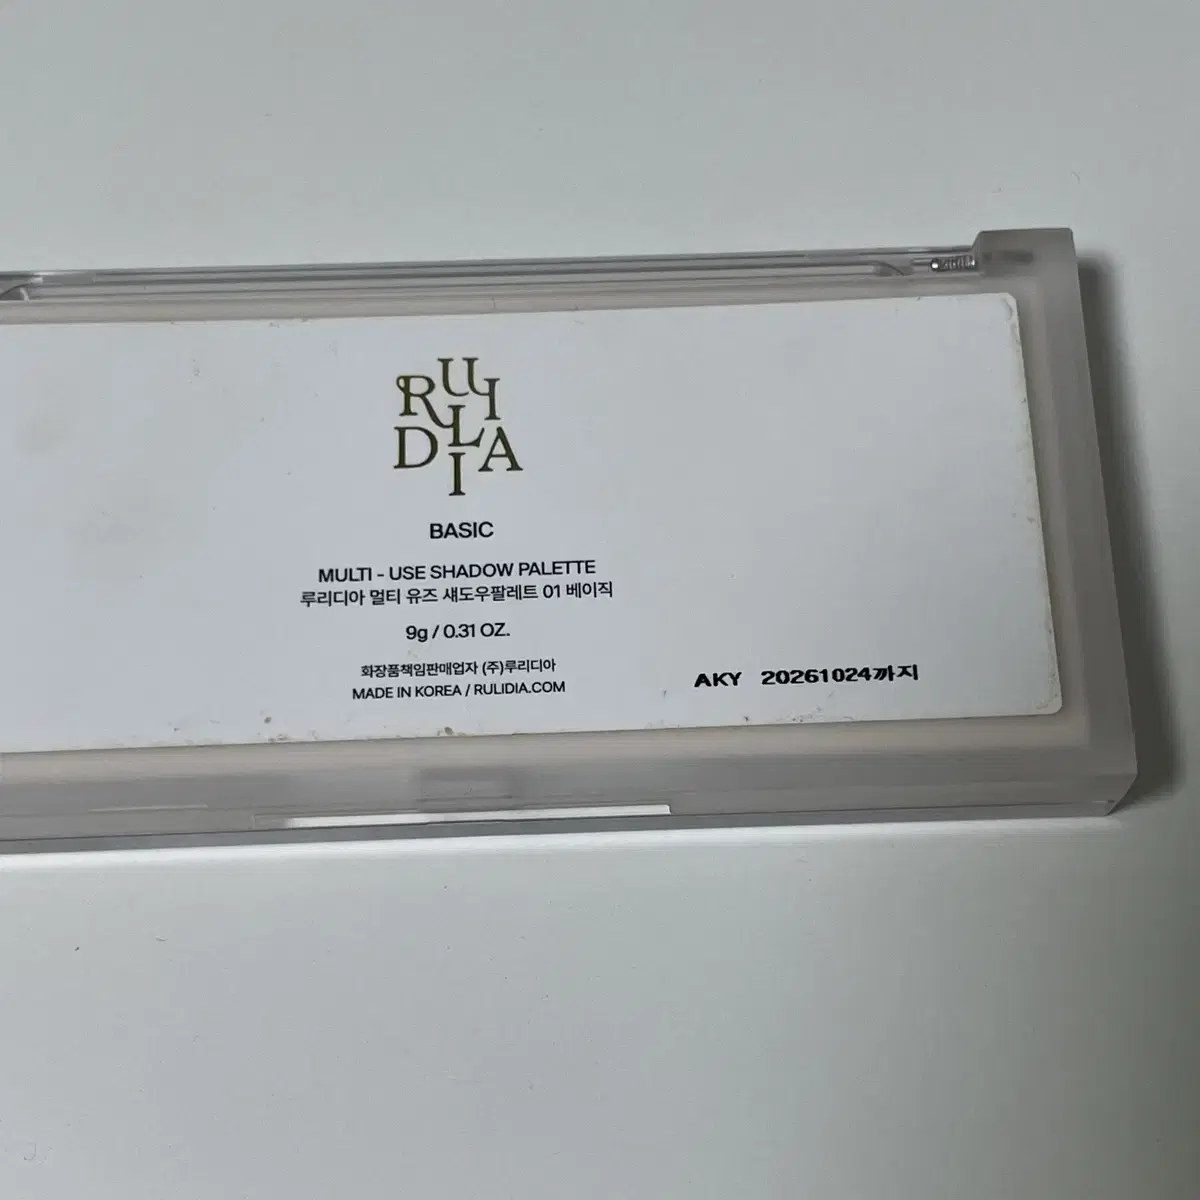 RULIDIA
BASIC
MULTI - USE SHADOW PALETTE
루리디아 멀티 유즈 섀도우팔레트 01 베이직
9g / 0.31 OZ.
화장품책임판매업자 (주)루리디아
MADE IN KOREA / RULIDIA.COM
AKY 20261024까지